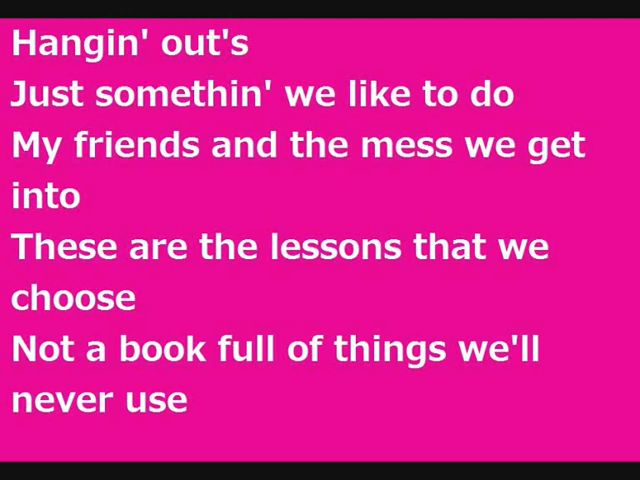 Hangin' out's
Just somethin' we like to do
My friends and the mess we get
into
These are the lessons that we
choose
Not a book full of things we'll
never use